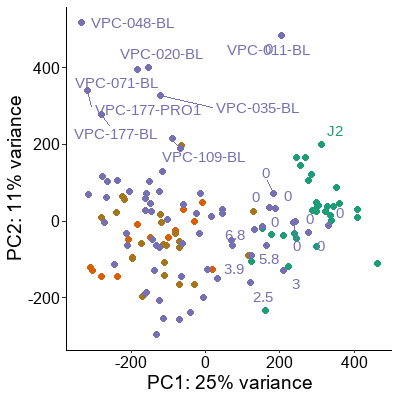 VPC-048-BL
VPC-011-BL
0
VPC-020-BL
400
VPC-071-BL
VPC-177-PRO1
VPC-035-BL
VPC-177-BL
J2
200
VPC-109-BL
0
0
0
0
0
0
0
6.8
0
0
5.8
3.9
3
2.5
-200
-200
0
200
400
PC1: 25% variance
PC2: 11% variance